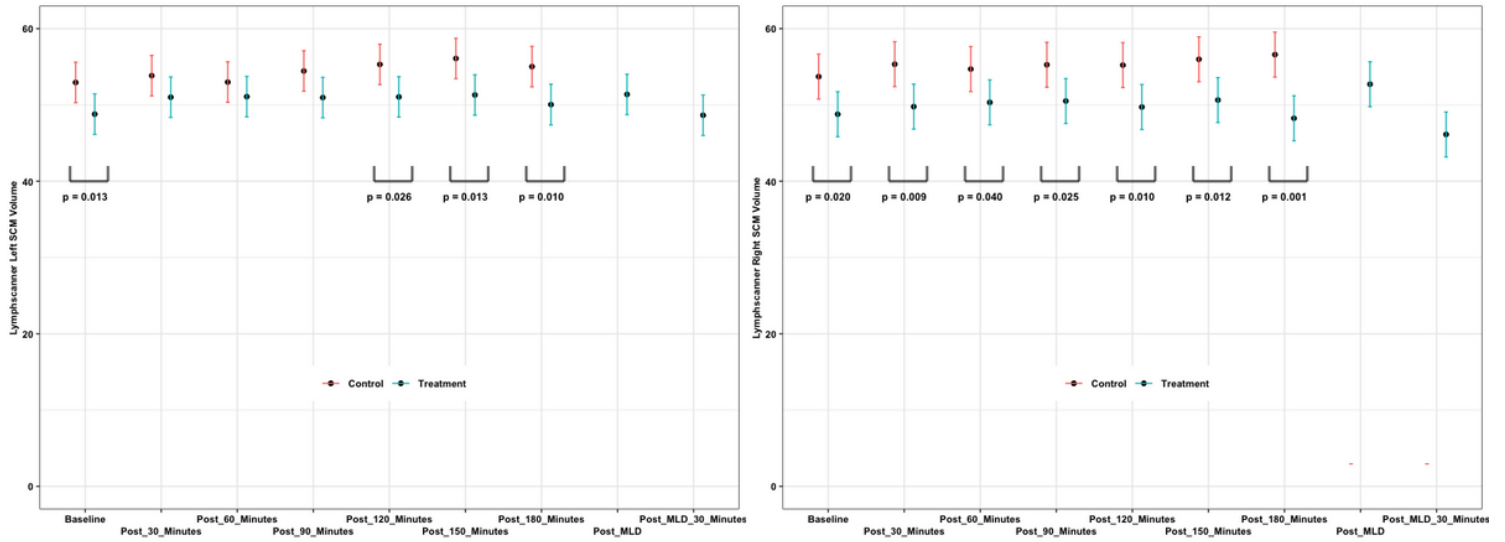 60
40
20
0
Lymphscanner Left SCM Volume
p = 0.013
p = 0.026
p = 0.013
p = 0.010
Control
Treatment
Baseline
Post_30_Minutes
Post_60_Minutes
Post_90_Minutes
Post_120_Minutes
Post_150_Minutes
Post_180_Minutes
Post_MLD
Post_MLD_30_Minutes
60
40
20
0
Lymphscanner Right SCM Volume
p = 0.020
p = 0.009
p = 0.040
p = 0.025
p = 0.010
p = 0.012
p = 0.001
Control
Treatment
Baseline
Post_30_Minutes
Post_60_Minutes
Post_90_Minutes
Post_120_Minutes
Post_150_Minutes
Post_180_Minutes
Post_MLD
Post_MLD_30_Minutes